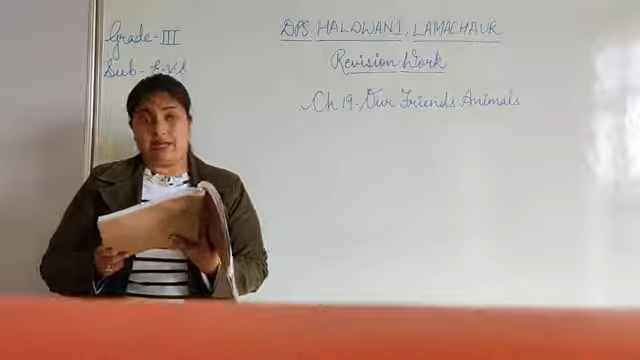 Grade-III
DPS HALDWANI, LAMACHAUR
Sub- E.V.S
Revision Work
Ch 19- Our Friends Animals